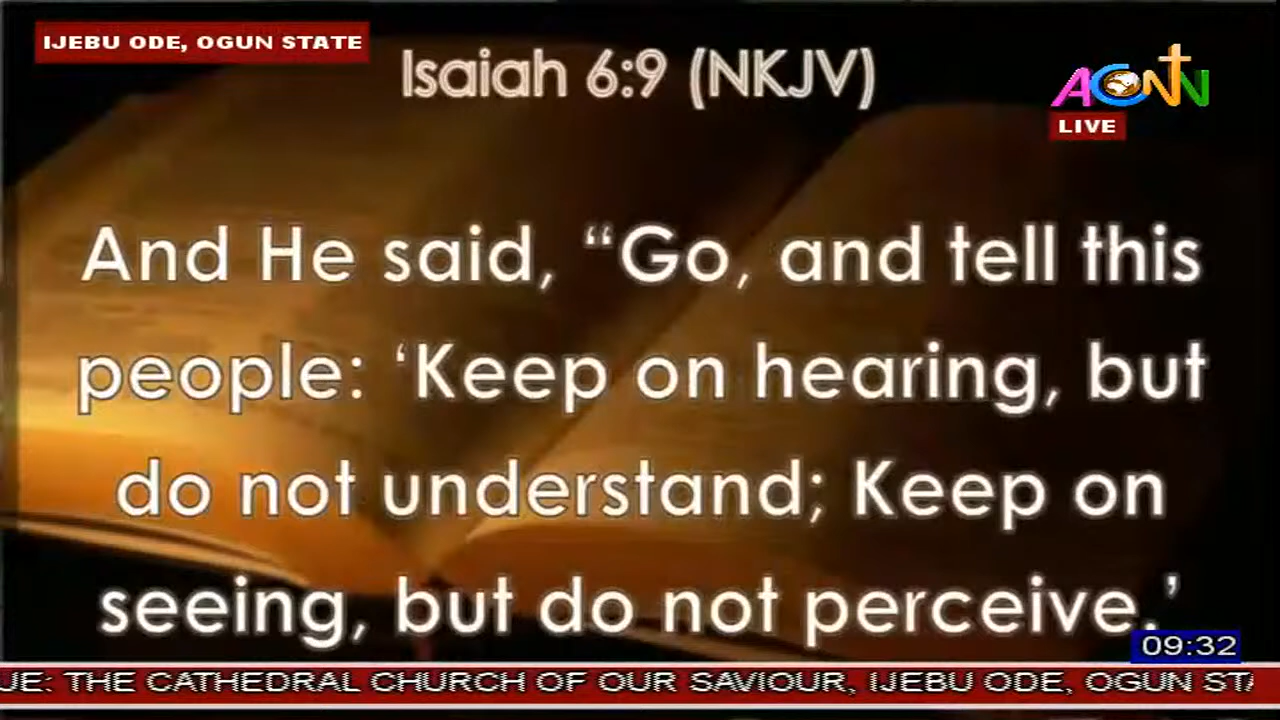 IJEBU ODE, OGUN STATE
Isaiah 6:9 (NKJV)
ACNN
LIVE
And He said, “Go, and tell this
people: ‘Keep on hearing, but
do not understand; Keep on
seeing, but do not perceive.’
09:32
UE: THE CATHEDRAL CHURCH OF OUR SAVIOUR, IJEBU ODE, OGUN STA